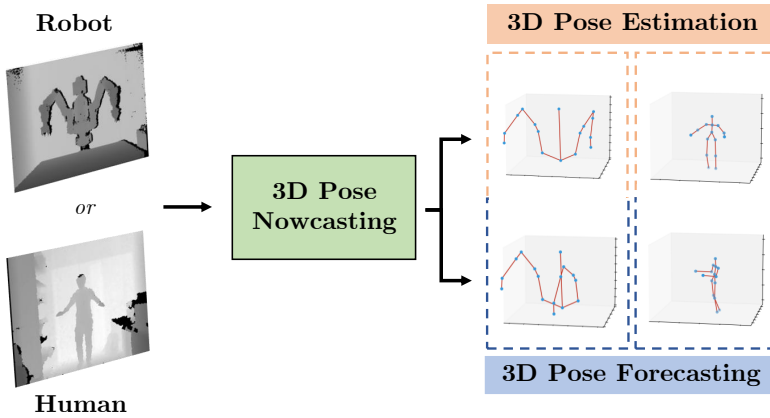 Robot
or
Human
3D Pose
Nowcasting
3D Pose Estimation
3D Pose Forecasting